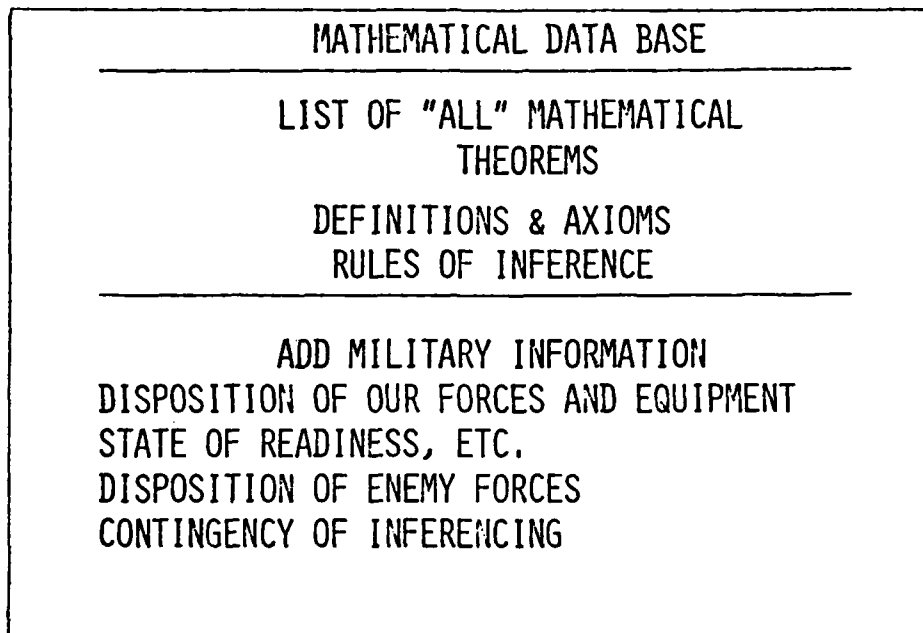 MATHEMATICAL DATA BASE
LIST OF "ALL" MATHEMATICAL
THEOREMS
DEFINITIONS & AXIOMS
RULES OF INFERENCE
ADD MILITARY INFORMATION
DISPOSITION OF OUR FORCES AND EQUIPMENT
STATE OF READINESS, ETC.
DISPOSITION OF ENEMY FORCES
CONTINGENCY OF INFERENCING